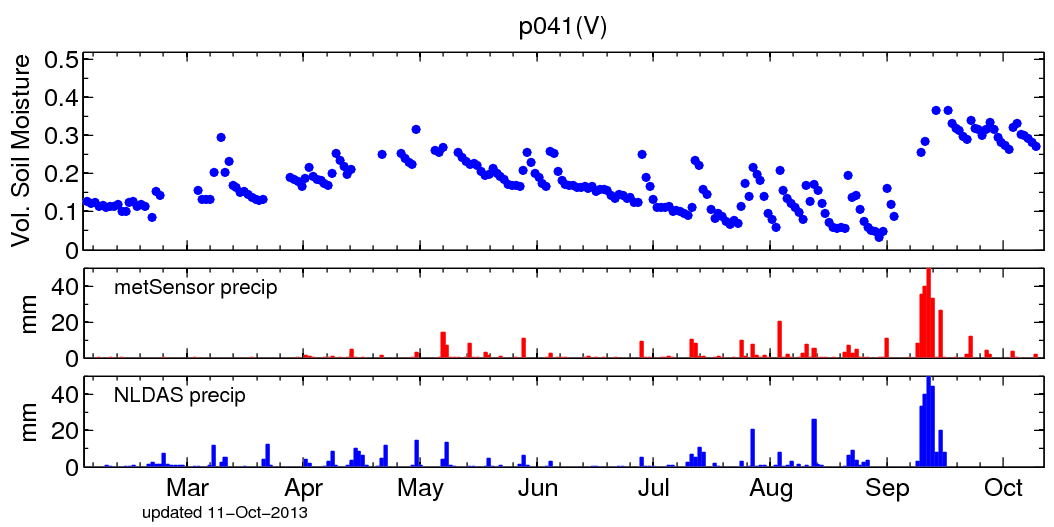 p041(V)
Vol. Soil Moisture
0.5
0.4
0.3
0.2
0.1
0
metSensor precip
mm
40
20
0
NLDAS precip
mm
40
20
0
Mar Apr May Jun Jul Aug Sep Oct
updated 11−Oct−2013